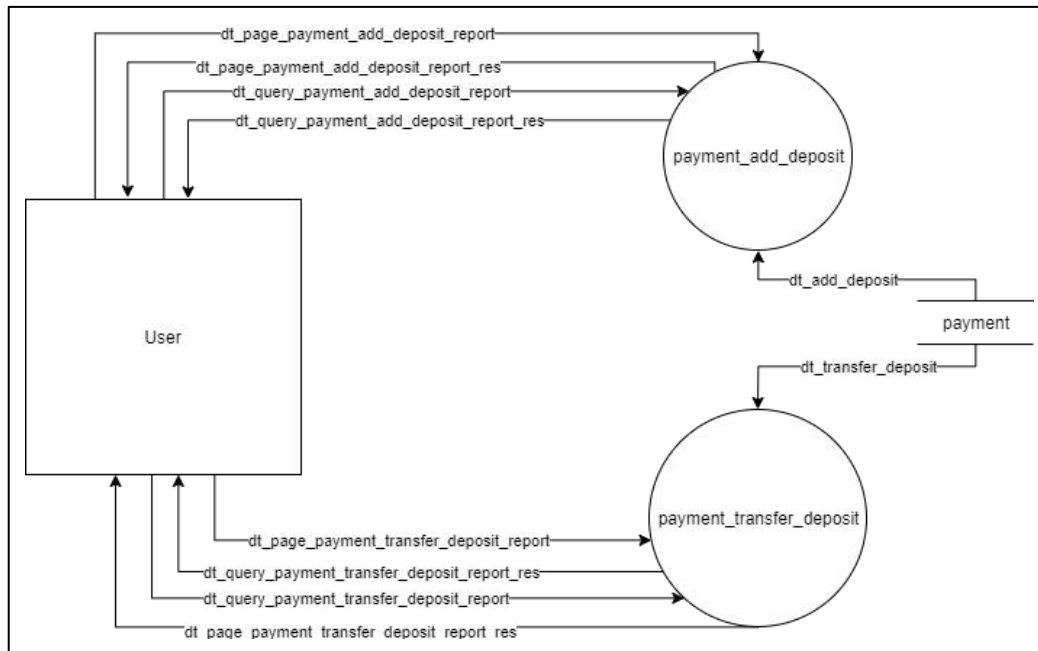 dt_page_payment_add_deposit_report
dt_page_payment_add_deposit_report_res
dt_query_payment_add_deposit_report
dt_query_payment_add_deposit_report_res
payment_add_deposit
dt_add_deposit
payment
User
dt_transfer_deposit
payment_transfer_deposit
dt_page_payment_transfer_deposit_report
dt_query_payment_transfer_deposit_report_res
dt_query_payment_transfer_deposit_report
dt_page_payment_transfer_deposit_report_res